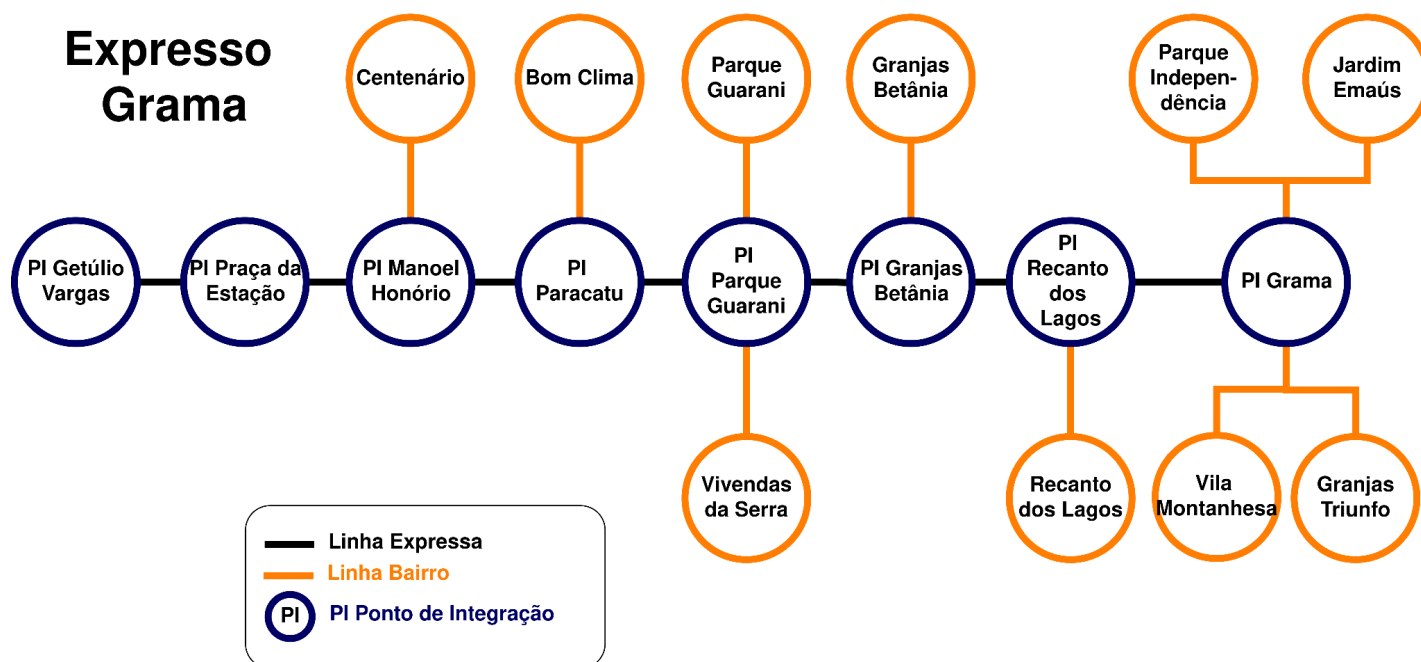 Expresso
Grama
Centenário
Bom Clima
Parque
Guarani
Granjas
Betânia
Parque
Indepen-
dência
Jardim
Emaús
PI Getúlio
Vargas
PI Praça da
Estação
PI Manoel
Honório
PI
Paracatu
PI
Parque
Guarani
PI Granjas
Betânia
PI
Recanto
dos
Lagos
PI Grama
Vivendas
da Serra
Recanto
dos Lagos
Vila
Montanhesa
Granjas
Triunfo
Linha Expressa
Linha Bairro
PI
PI Ponto de Integração